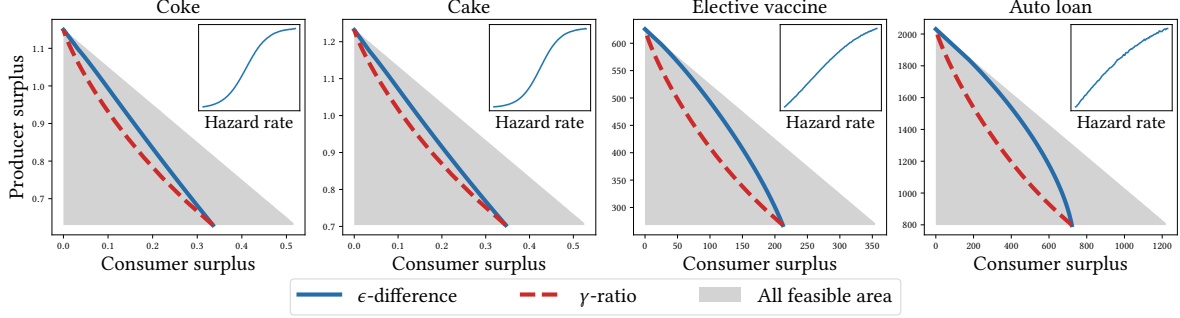 Coke
Cake
Elective vaccine
Auto loan
Producer surplus
1.1
1.0
0.9
0.8
0.7
0.0 0.1 0.2 0.3 0.4 0.5
Hazard rate
Consumer surplus
1.2
1.1
1.0
0.9
0.8
0.7
0.0 0.1 0.2 0.3 0.4 0.5
Hazard rate
Consumer surplus
600
550
500
450
400
350
300
0 50 100 150 200 250 300 350
Hazard rate
Consumer surplus
2000
1800
1600
1400
1200
1000
800
0 200 400 600 800 1000 1200
Hazard rate
Consumer surplus
ϵ-difference
γ-ratio
All feasible area